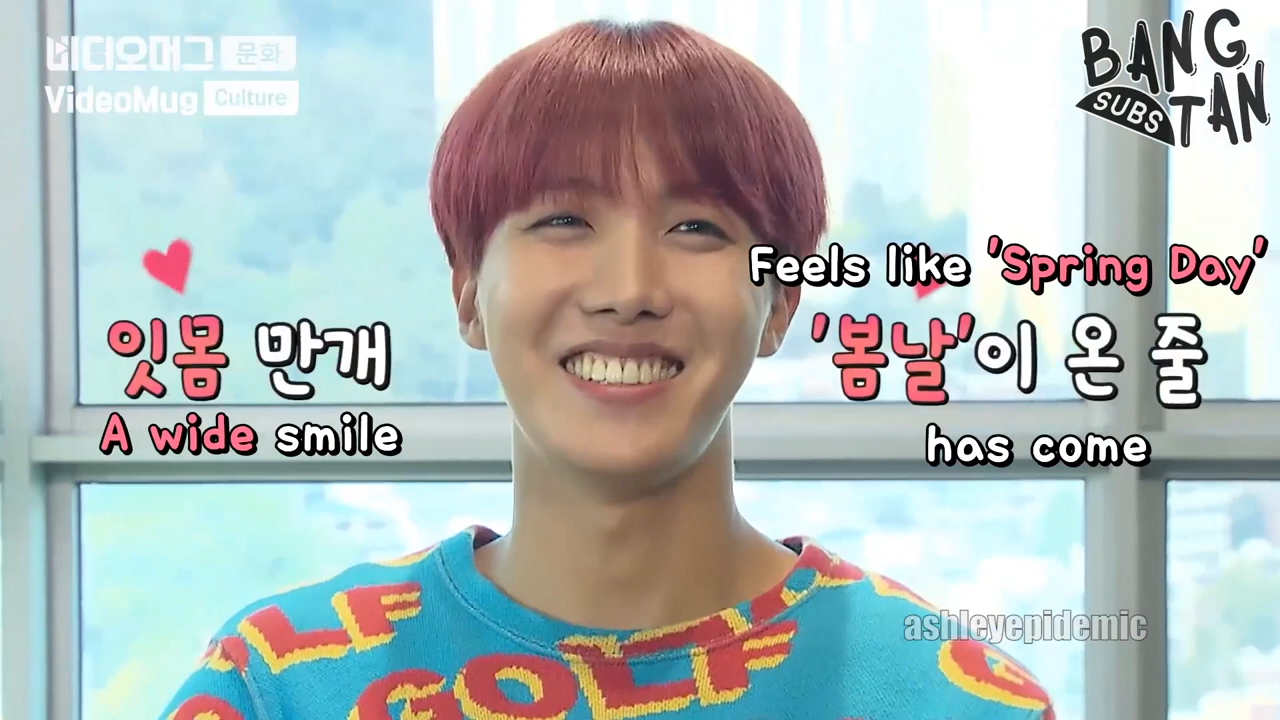 비디오머그 문화
VideoMug Culture
BANG
TAN
SUBS
Feels like 'Spring Day'
잇몸 만개
'봄날'이 온 줄
A wide smile
has come
GOLF
GOLF
GOLF
ashleyepidemic